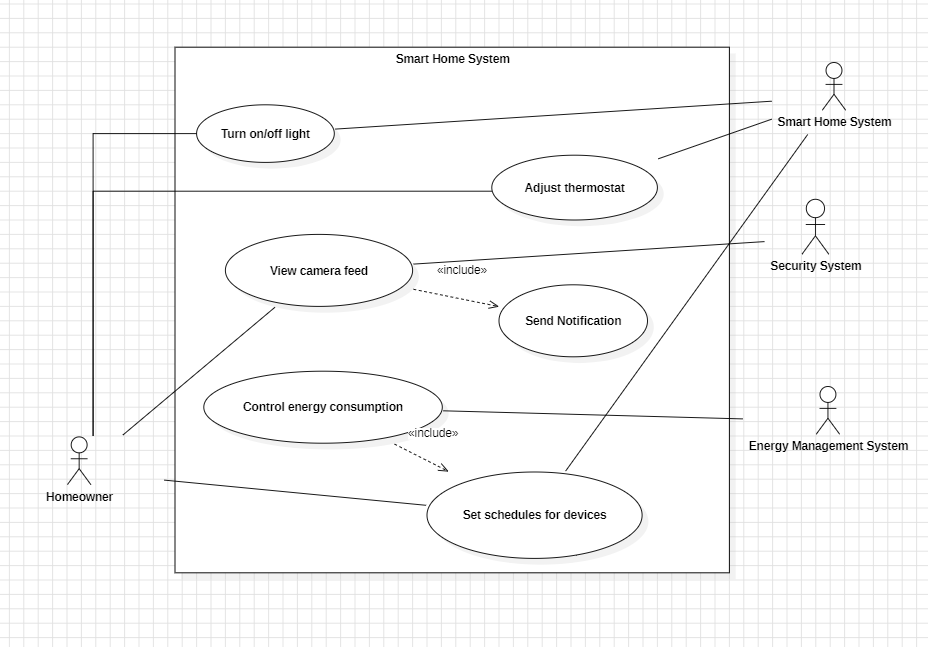 Smart Home System
Turn on/off light
Smart Home System
Adjust thermostat
View camera feed
«include»
Security System
Send Notification
Control energy consumption
«include»
Energy Management System
Homeowner
Set schedules for devices